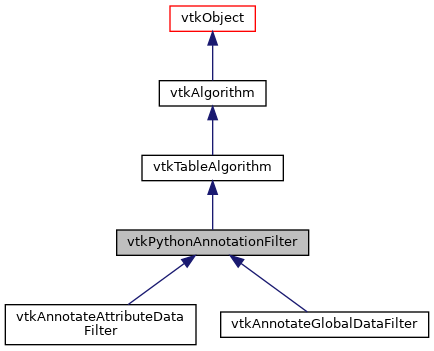 vtkObject
vtkAlgorithm
vtkTableAlgorithm
vtkPythonAnnotationFilter
vtkAnnotateAttributeData
Filter
vtkAnnotateGlobalDataFilter